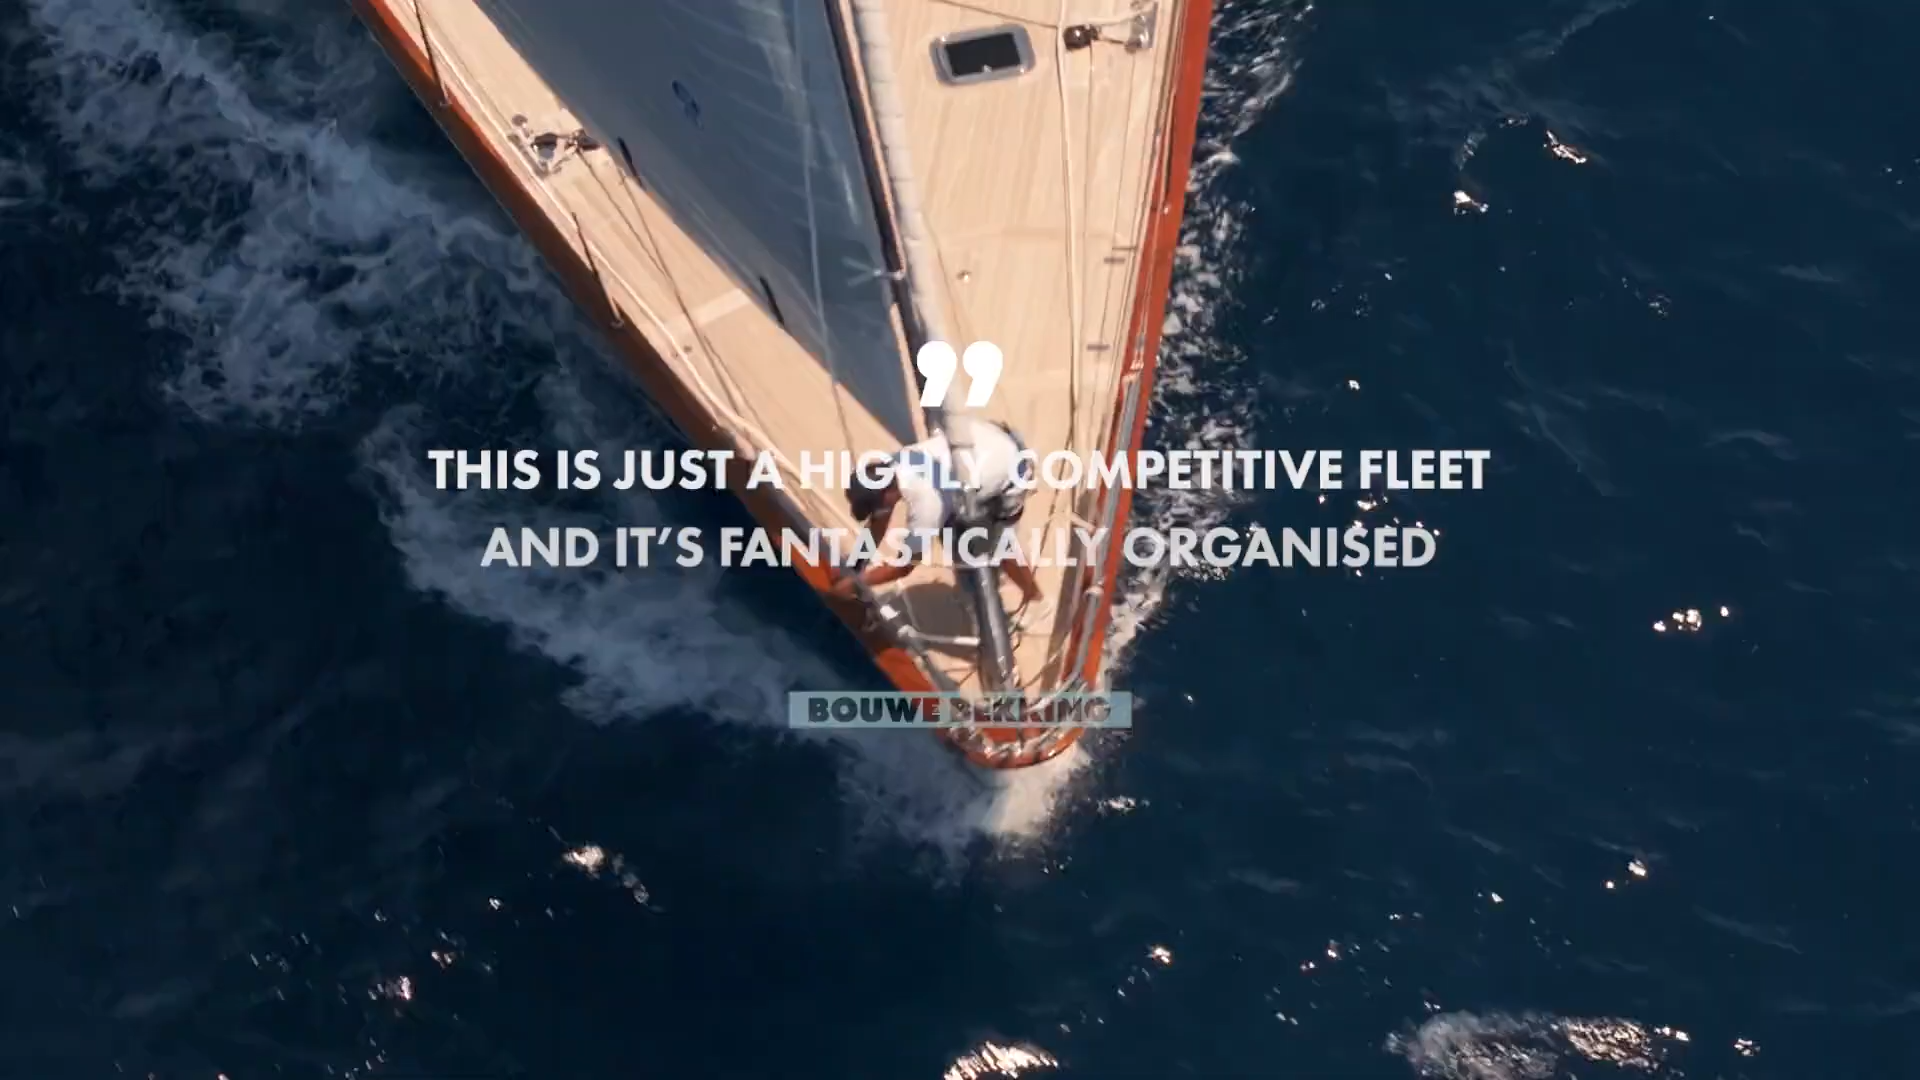 ”
THIS IS JUST A HIGHLY COMPETITIVE FLEET
AND IT’S FANTASTICALLY ORGANISED
BOUWE BEKKING